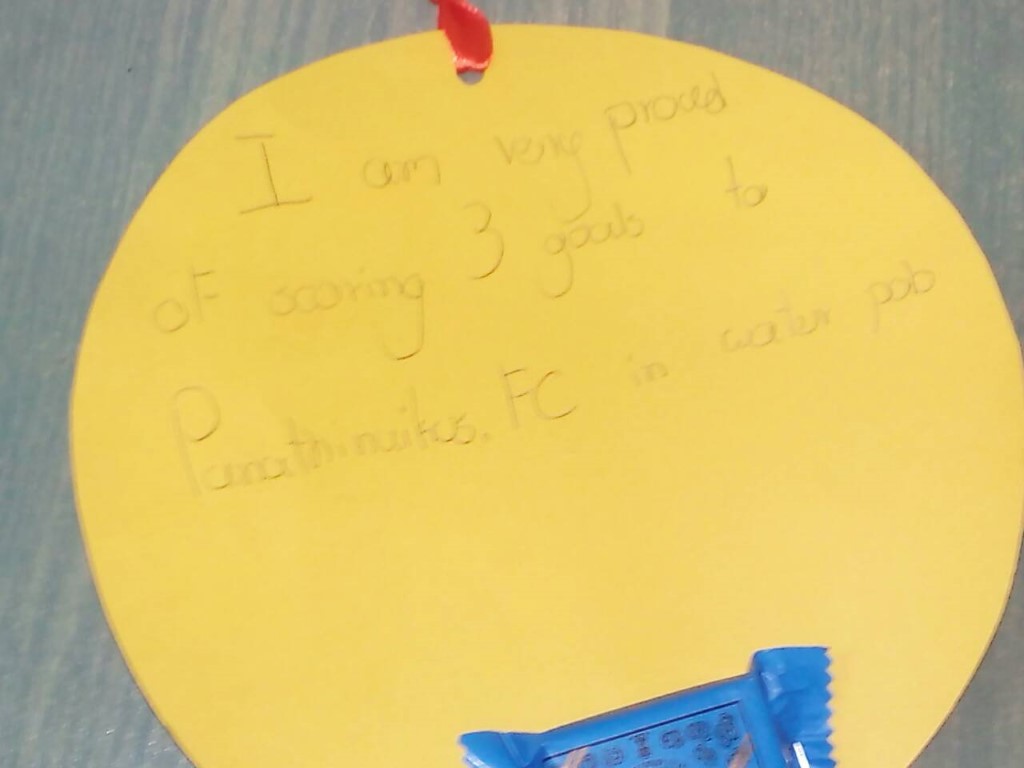 I am very proud
of scoring 3 goals to
Panathinaikos. FC in water polo